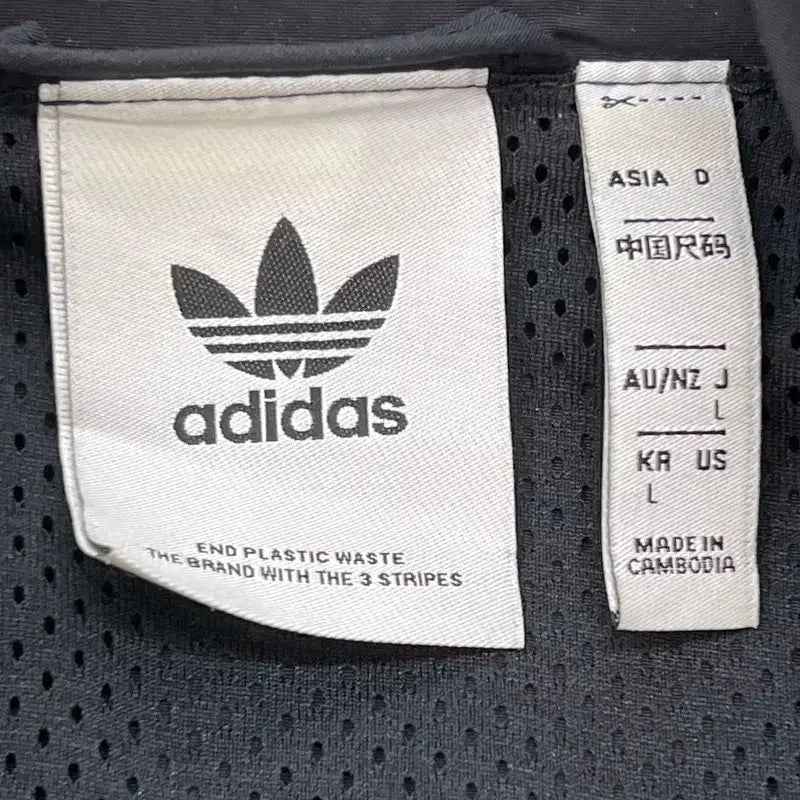 adidas
END PLASTIC WASTE
THE BRAND WITH THE 3 STRIPES
ASIA D
中国尺码
AU/NZ J
L
KR US
L
MADE IN
CAMBODIA